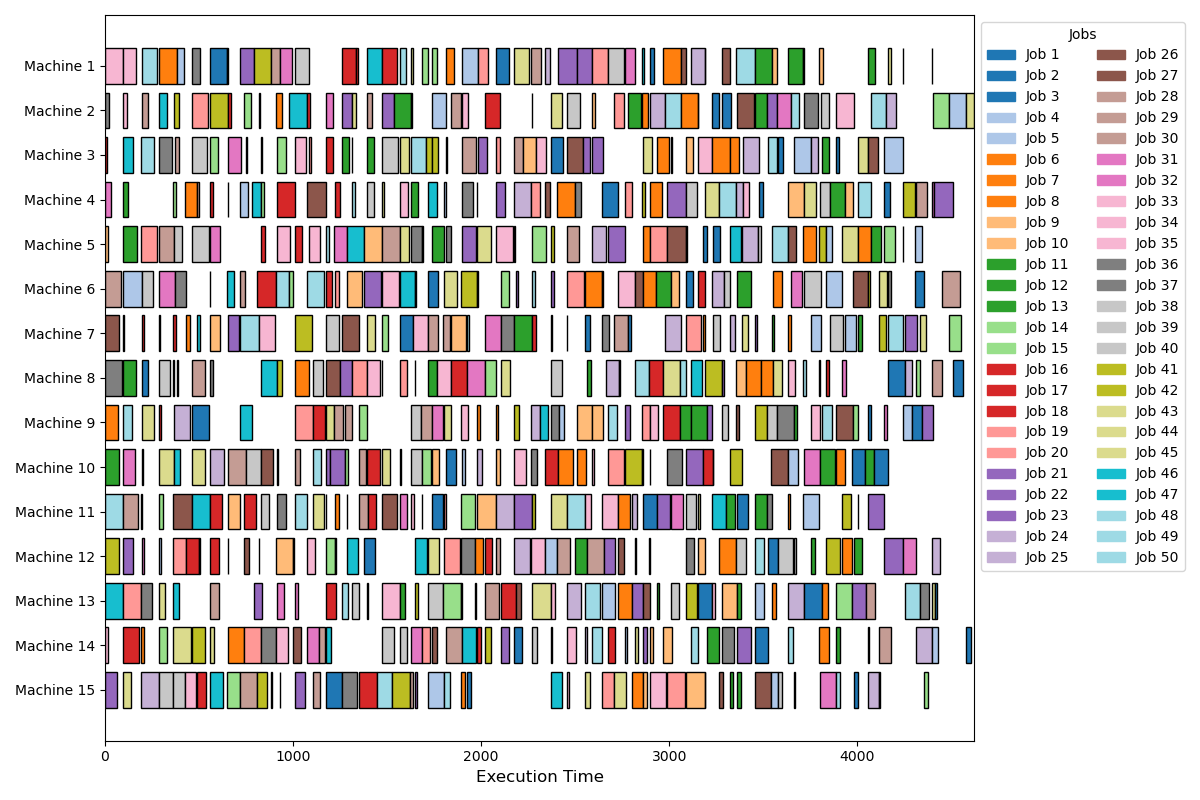 Machine 1
Machine 2
Machine 3
Machine 4
Machine 5
Machine 6
Machine 7
Machine 8
Machine 9
Machine 10
Machine 11
Machine 12
Machine 13
Machine 14
Machine 15
0 1000 2000 3000 4000
Execution Time
Jobs
Job 1 Job 26
Job 2 Job 27
Job 3 Job 28
Job 4 Job 29
Job 5 Job 30
Job 6 Job 31
Job 7 Job 32
Job 8 Job 33
Job 9 Job 34
Job 10 Job 35
Job 11 Job 36
Job 12 Job 37
Job 13 Job 38
Job 14 Job 39
Job 15 Job 40
Job 16 Job 41
Job 17 Job 42
Job 18 Job 43
Job 19 Job 44
Job 20 Job 45
Job 21 Job 46
Job 22 Job 47
Job 23 Job 48
Job 24 Job 49
Job 25 Job 50